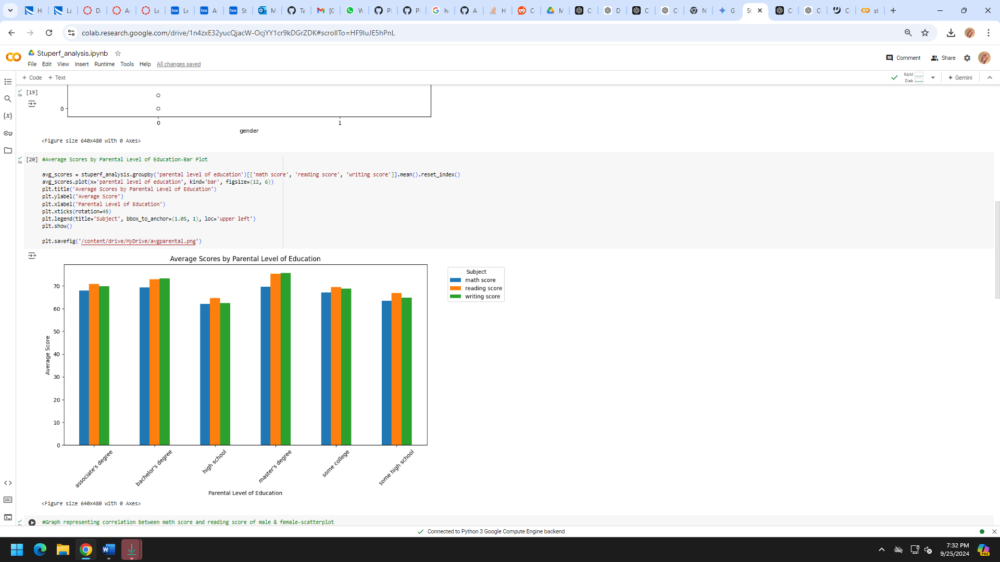 colab.research.google.com/drive/1n4zxE32yucQjacW-OcjYY1cr9kDGrZDK#scrollTo=HF9IuJE5hPnL
Stuperf_analysis.ipynb
File Edit View Insert Runtime Tools Help All changes saved
Comment
Share
+ Code + Text
RAM
Disk
Gemini
[19]
0
0 1
gender
<Figure size 640x480 with 0 Axes>
[20] #Average Scores by Parental Level of Education-Bar Plot
avg_scores = stuperf_analysis.groupby('parental level of education')[['math score', 'reading score', 'writing score']].mean().reset_index()
avg_scores.plot(x='parental level of education', kind='bar', figsize=(12, 6))
plt.title('Average Scores by Parental Level of Education')
plt.ylabel('Average Score')
plt.xlabel('Parental Level of Education')
plt.xticks(rotation=45)
plt.legend(title='Subject', bbox_to_anchor=(1.05, 1), loc='upper left')
plt.show()
plt.savefig('/content/drive/MyDrive/avgparental.png')
Average Scores by Parental Level of Education
Subject
math score
reading score
writing score
Average Score
70
60
50
40
30
20
10
0
associate's degree
bachelor's degree
high school
master's degree
some college
some high school
Parental Level of Education
<Figure size 640x480 with 0 Axes>
#Graph representing correlation between math score and reading score of male & female-scatterplot
Connected to Python 3 Google Compute Engine backend
7:32 PM
9/25/2024